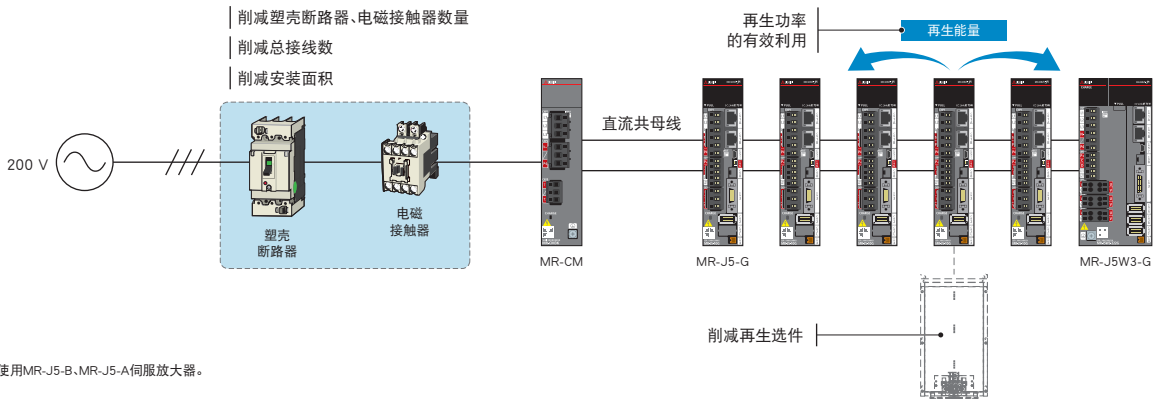 削减塑壳断路器、电磁接触器数量
削减总接线数
削减安装面积
再生功率
的有效利用
再生能量
200 V
直流共母线
塑壳
断路器
电磁
接触器
MR-CM
MR-J5-G
MR-J5W3-G
削减再生选件
使用MR-J5-B、MR-J5-A伺服放大器。